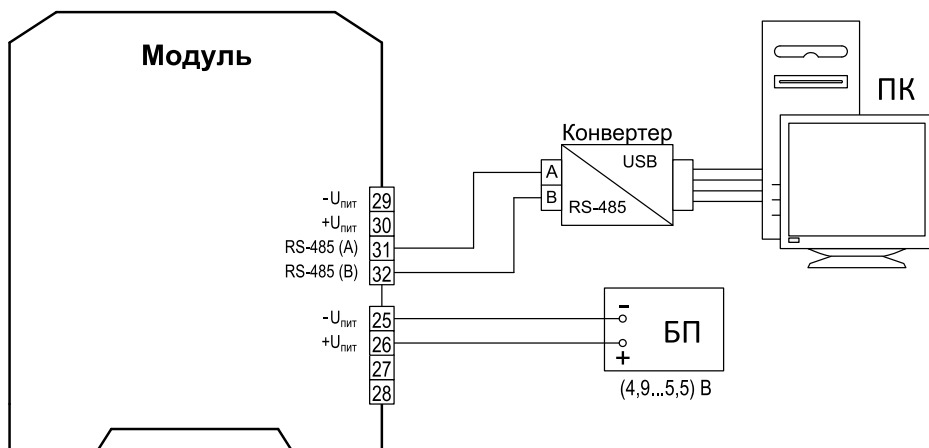 Модуль
ПК
Конвертер
USB
A
B
RS-485
-Uпит 29
+Uпит 30
RS-485 (A) 31
RS-485 (B) 32
-Uпит 25
+Uпит 26
27
28
-
БП
+
(4,9...5,5) В